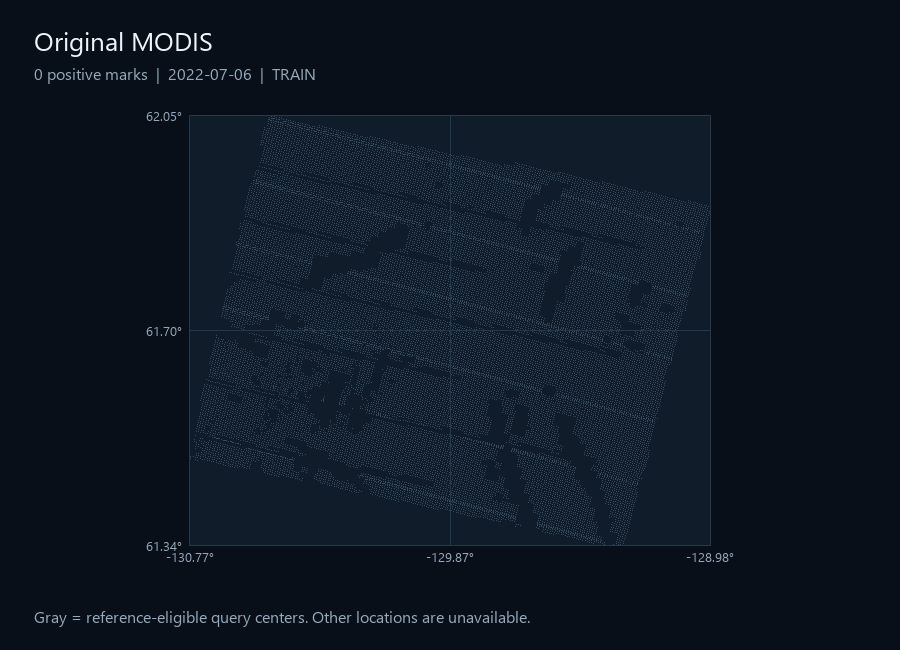 Original MODIS
0 positive marks | 2022-07-06 | TRAIN
62.05°
61.70°
61.34°
-130.77°
-129.87°
-128.98°
Gray = reference-eligible query centers. Other locations are unavailable.